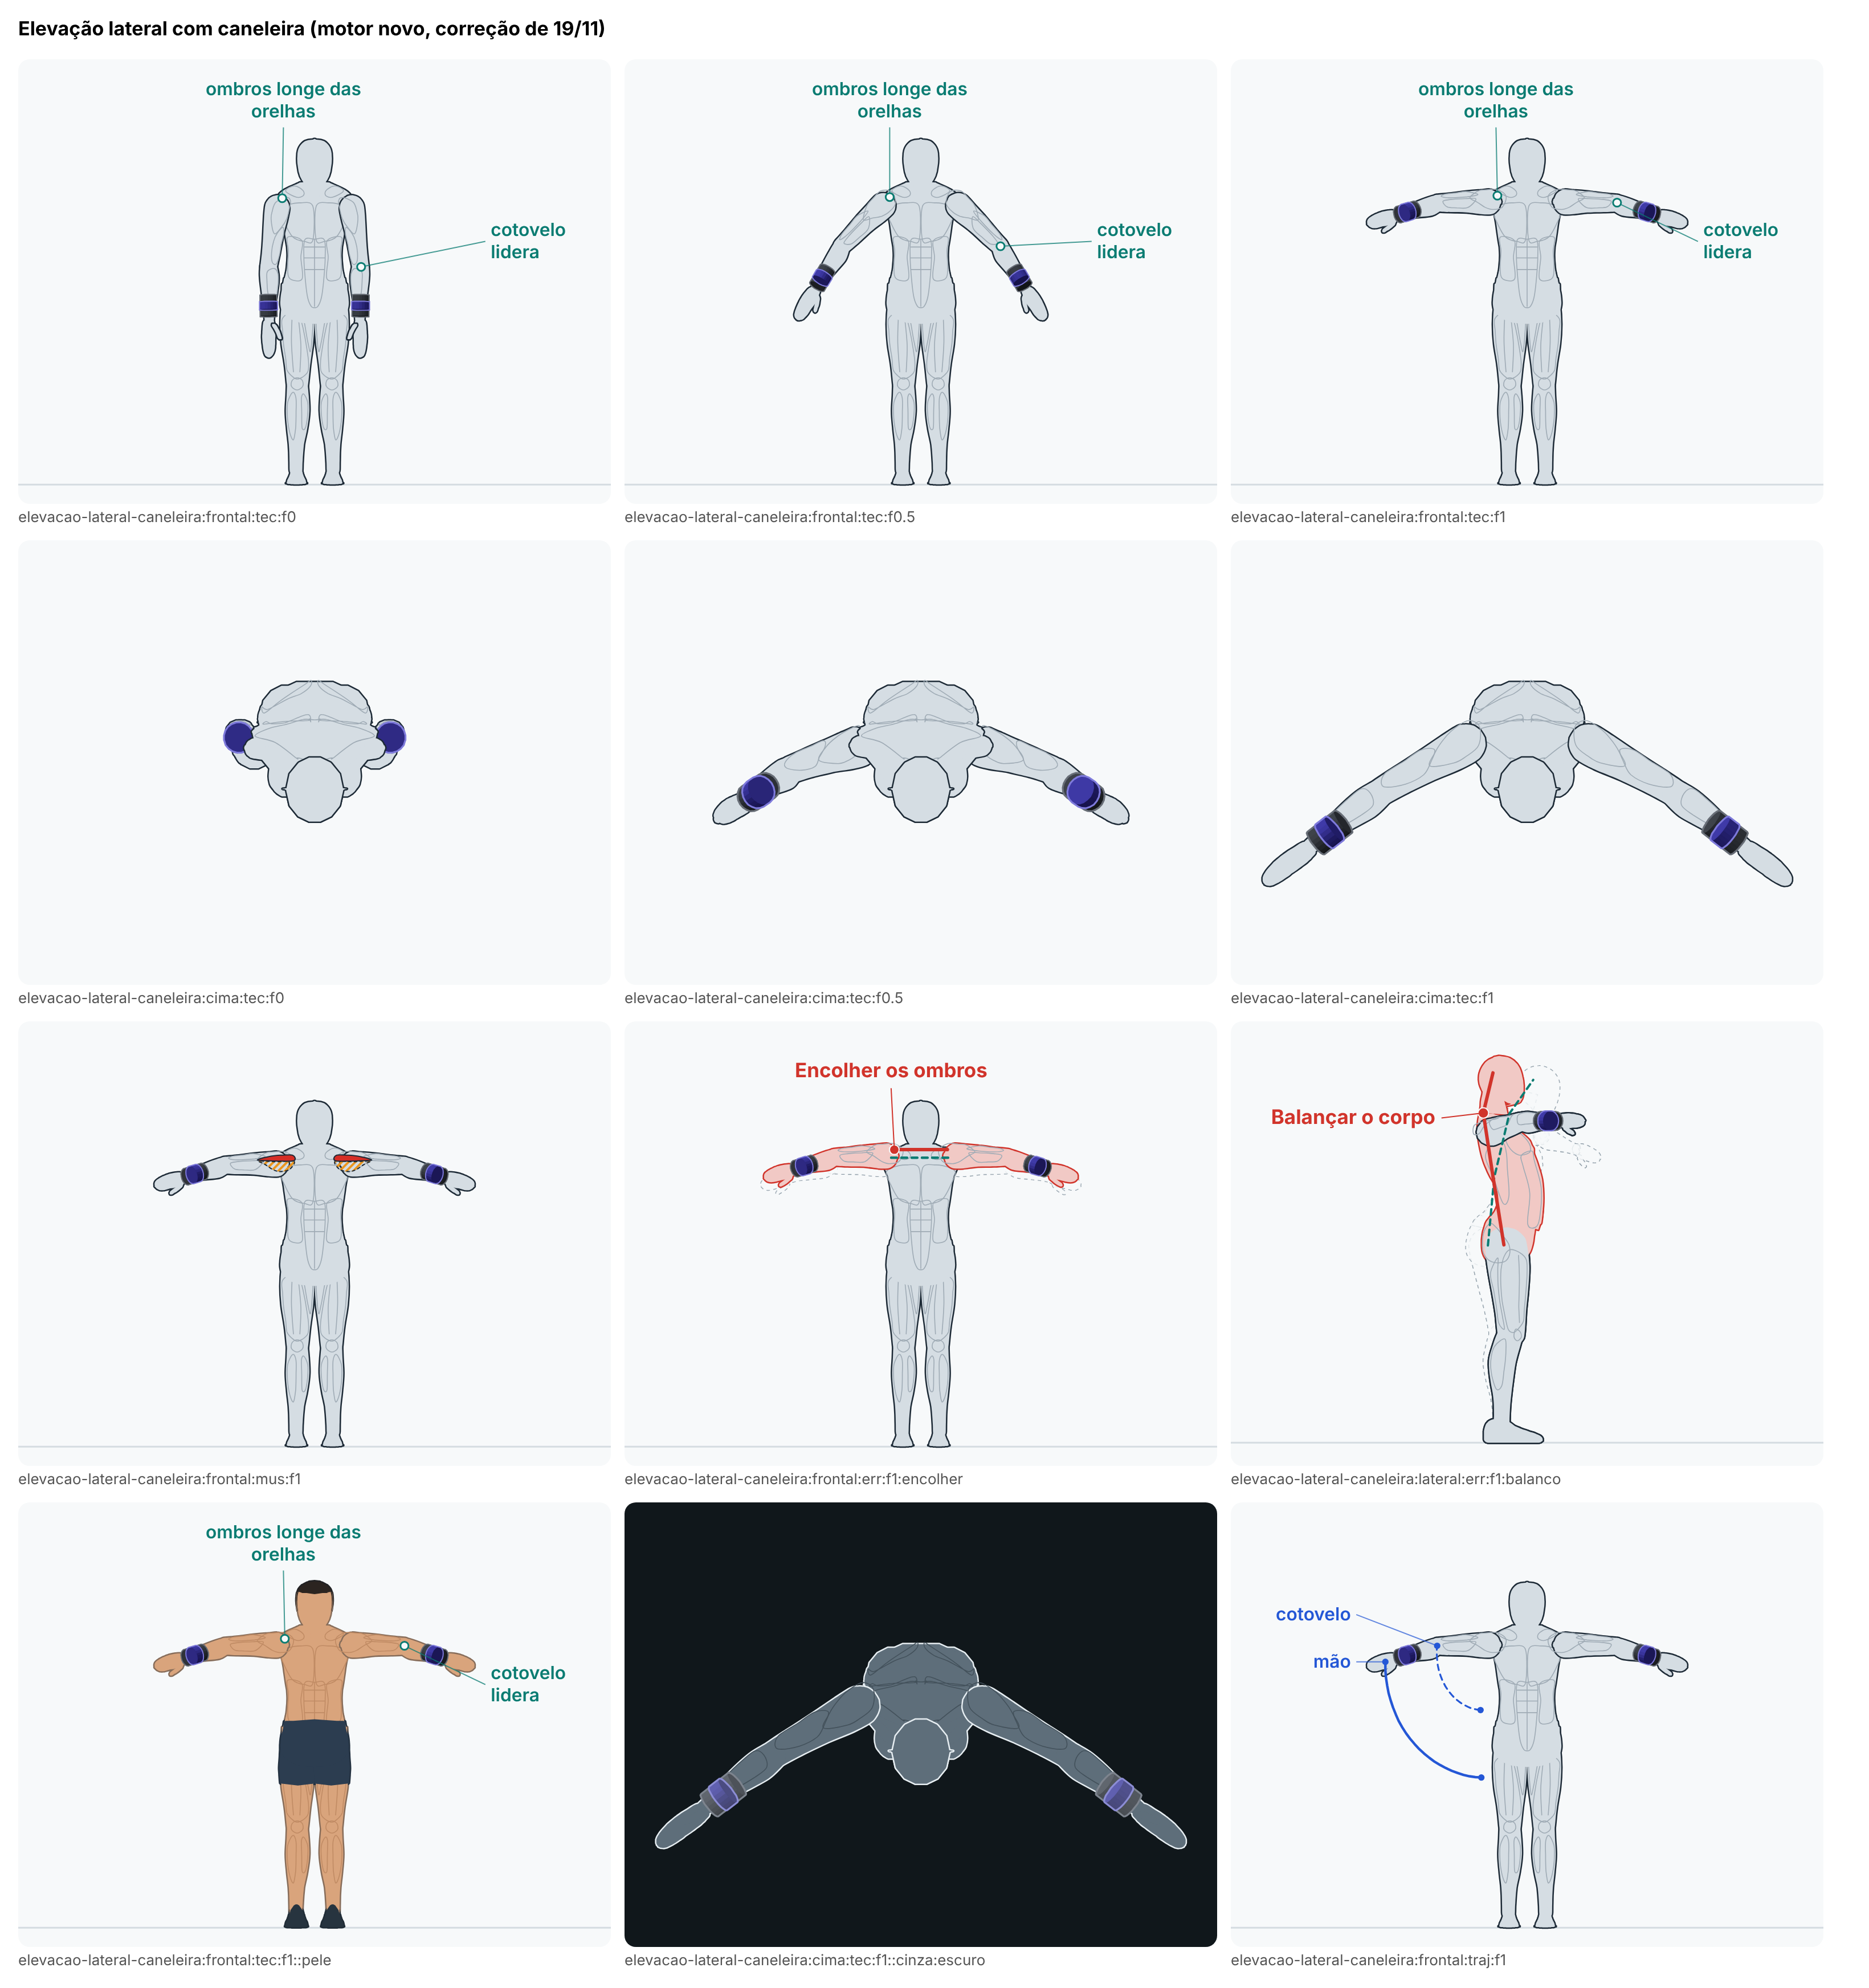 Elevação lateral com caneleira (motor novo, correção de 19/11)
ombros longe das
orelhas
cotovelo
lidera
elevacao-lateral-caneleira:frontal:tec:f0
ombros longe das
orelhas
cotovelo
lidera
elevacao-lateral-caneleira:frontal:tec:f0.5
ombros longe das
orelhas
cotovelo
lidera
elevacao-lateral-caneleira:frontal:tec:f1
elevacao-lateral-caneleira:cima:tec:f0
elevacao-lateral-caneleira:cima:tec:f0.5
elevacao-lateral-caneleira:cima:tec:f1
elevacao-lateral-caneleira:frontal:mus:f1
Encolher os ombros
elevacao-lateral-caneleira:frontal:err:f1:encolher
Balançar o corpo
elevacao-lateral-caneleira:lateral:err:f1:balanco
ombros longe das
orelhas
cotovelo
lidera
elevacao-lateral-caneleira:frontal:tec:f1::pele
elevacao-lateral-caneleira:cima:tec:f1::cinza:escuro
cotovelo
mão
elevacao-lateral-caneleira:frontal:traj:f1